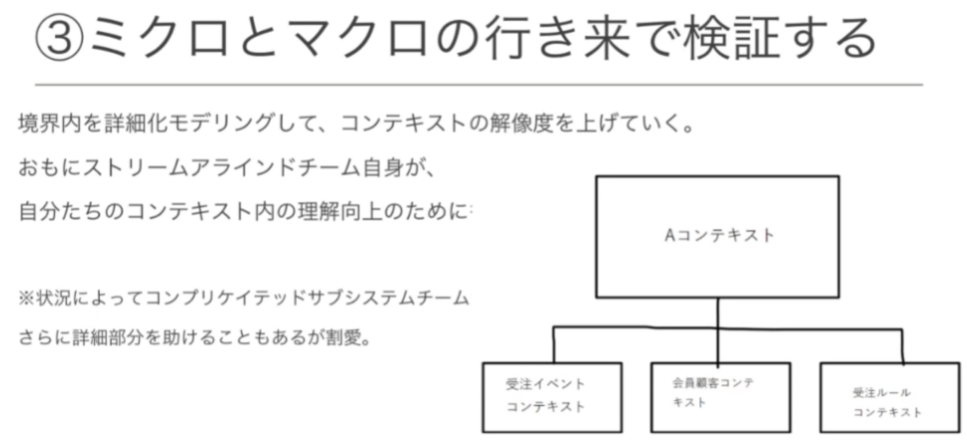 ③ミクロとマクロの行き来で検証する
境界内を詳細化モデリングして、コンテキストの解像度を上げていく。
おもにストリームアラインドチーム自身が、
自分たちのコンテキスト内の理解向上のために
※状況によってコンプリケイテッドサブシステムチーム
さらに詳細部分を助けることもあるが割愛。
Aコンテキスト
受注イベント
コンテキスト
会員顧客コンテ
キスト
受注ルール
コンテキスト